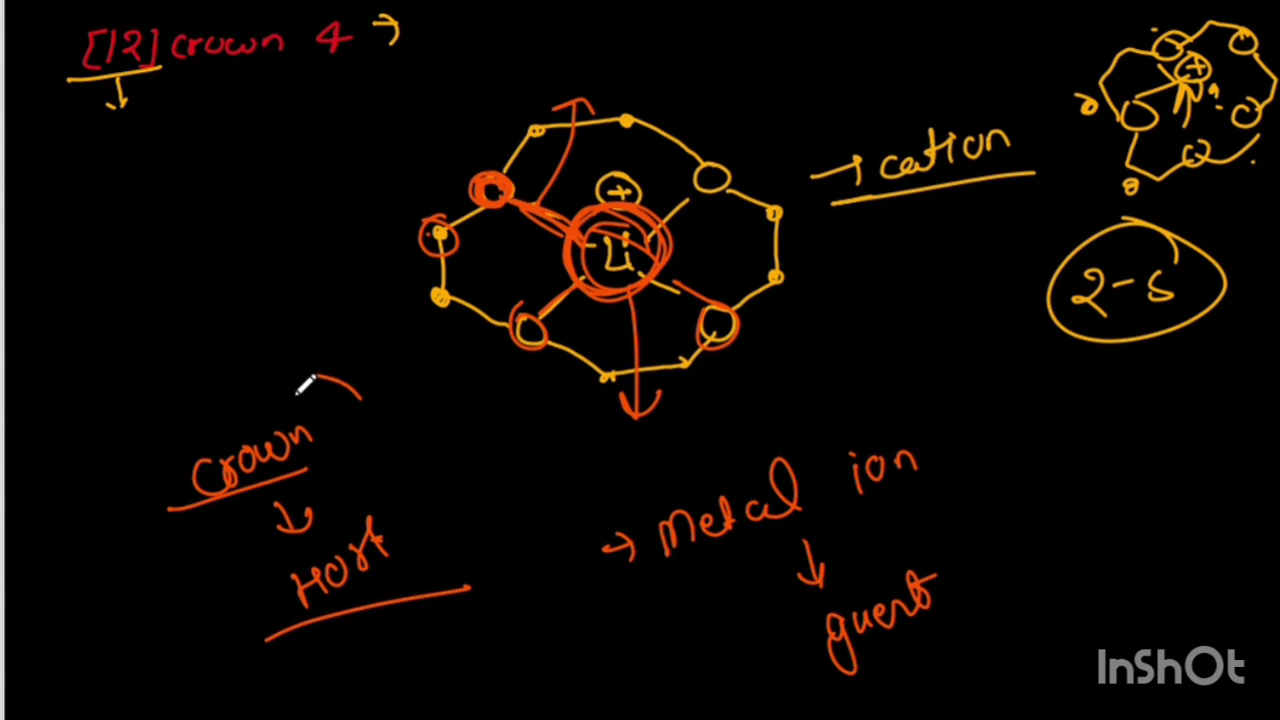 [12] crown 4 →
+
Li
→ cation
+
2-5
Crown
↓
Host
→ Metal ion
↓
guest
InShOt